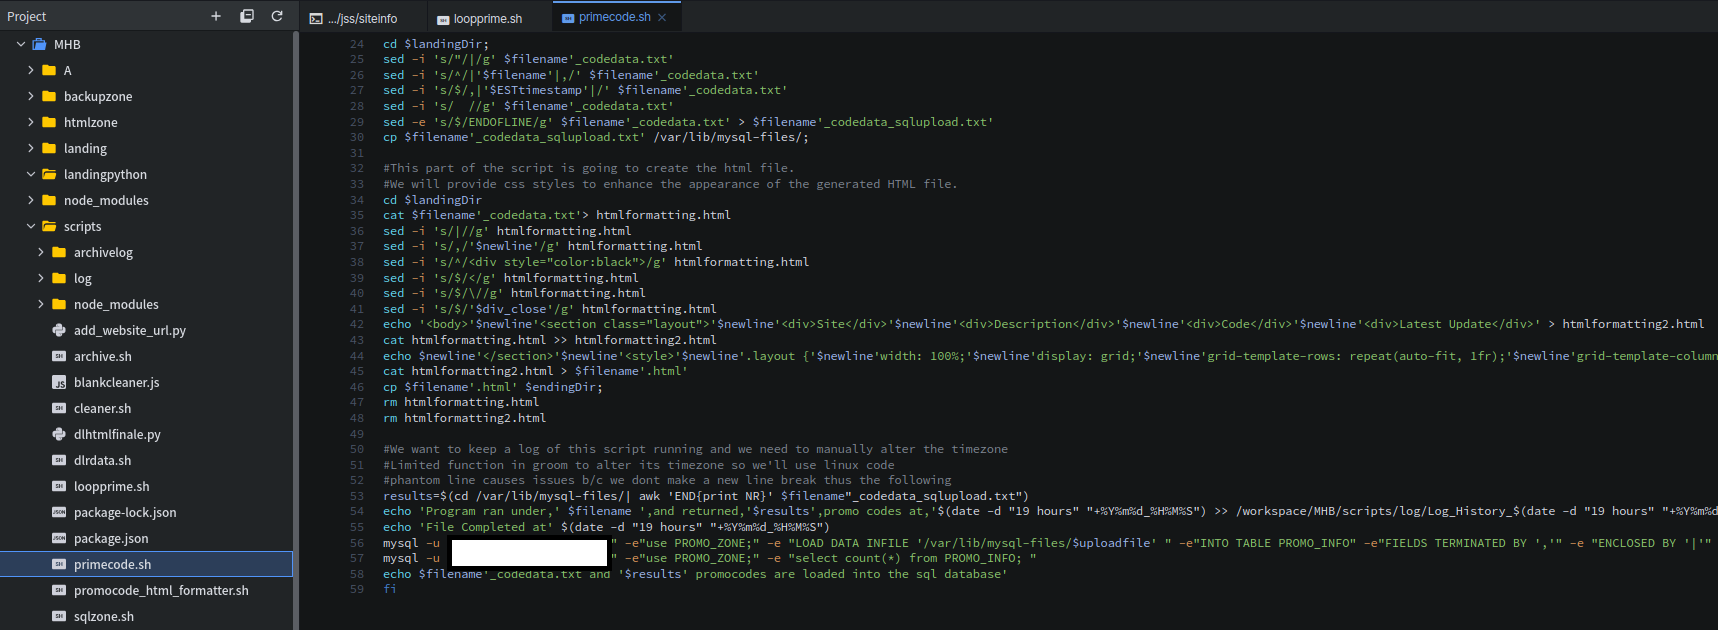 Project
MHB
A
backupzone
htmlzone
landing
landingpython
node_modules
scripts
archivelog
log
node_modules
add_website_url.py
archive.sh
blankcleaner.js
cleaner.sh
dlhtmlfinale.py
dlrdata.sh
loopprime.sh
package-lock.json
package.json
primecode.sh
promocode_html_formatter.sh
sqlzone.sh
.../jss/siteinfo
loopprime.sh
primecode.sh
24 cd $landingDir;
25 sed -i 's/"/|/g' $filename'_codedata.txt'
26 sed -i 's/^/|'$filename'|,/' $filename'_codedata.txt'
27 sed -i 's/$/,|'$ESTtimestamp'|/' $filename'_codedata.txt'
28 sed -i 's/  //g' $filename'_codedata.txt'
29 sed -e 's/$/ENDOFLINE/g' $filename'_codedata.txt' > $filename'_codedata_sqlupload.txt'
30 cp $filename'_codedata_sqlupload.txt' /var/lib/mysql-files/;
31
32 #This part of the script is going to create the html file.
33 #We will provide css styles to enhance the appearance of the generated HTML file.
34 cd $landingDir
35 cat $filename'_codedata.txt'> htmlformatting.html
36 sed -i 's/|//g' htmlformatting.html
37 sed -i 's/,/'$newline'/g' htmlformatting.html
38 sed -i 's/^/<div style="color:black">/g' htmlformatting.html
39 sed -i 's/$/</g' htmlformatting.html
40 sed -i 's/$/\//g' htmlformatting.html
41 sed -i 's/$/'$div_close'/g' htmlformatting.html
42 echo '<body>'$newline'<section class="layout">'$newline'<div>Site</div>'$newline'<div>Description</div>'$newline'<div>Code</div>'$newline'<div>Latest Update</div>' > htmlformatting2.html
43 cat htmlformatting.html >> htmlformatting2.html
44 echo $newline'</section>'$newline'<style>'$newline'.layout {'$newline'width: 100%;'$newline'display: grid;'$newline'grid-template-rows: repeat(auto-fit, 1fr);'$newline'grid-template-column
45 cat htmlformatting2.html > $filename'.html'
46 cp $filename'.html' $endingDir;
47 rm htmlformatting.html
48 rm htmlformatting2.html
49
50 #We want to keep a log of this script running and we need to manually alter the timezone
51 #Limited function in groom to alter its timezone so we'll use linux code
52 #phantom line causes issues b/c we dont make a new line break thus the following
53 results=$(cd /var/lib/mysql-files/| awk 'END{print NR}' $filename"_codedata_sqlupload.txt")
54 echo 'Program ran under,' $filename ',and returned,'$results',promo codes at,'$(date -d "19 hours" "+%Y%m%d_%H%M%S") >> /workspace/MHB/scripts/log/Log_History_$(date -d "19 hours" "+%Y%m%d
55 echo 'File Completed at' $(date -d "19 hours" "+%Y%m%d_%H%M%S")
56 mysql -u " -e"use PROMO_ZONE;" -e "LOAD DATA INFILE '/var/lib/mysql-files/$uploadfile' " -e"INTO TABLE PROMO_INFO" -e"FIELDS TERMINATED BY ','" -e "ENCLOSED BY '|'"
57 mysql -u " -e"use PROMO_ZONE;" -e "select count(*) from PROMO_INFO; "
58 echo $filename'_codedata.txt and '$results' promocodes are loaded into the sql database'
59 fi